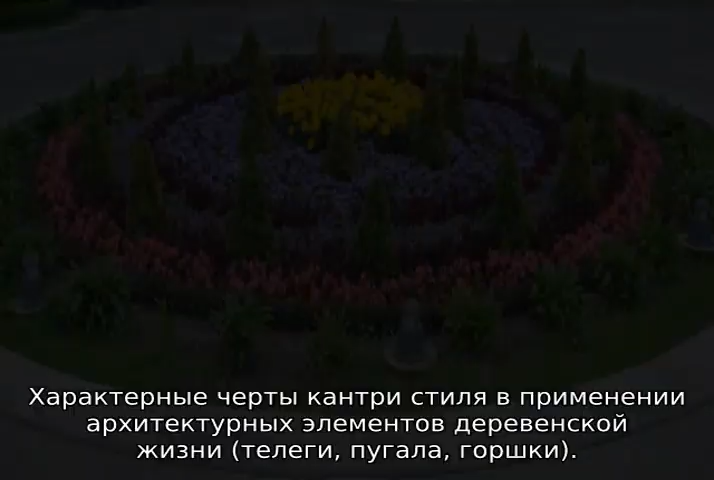 Характерные черты кантри стиля в применении
архитектурных элементов деревенской
жизни (телеги, пугала, горшки).